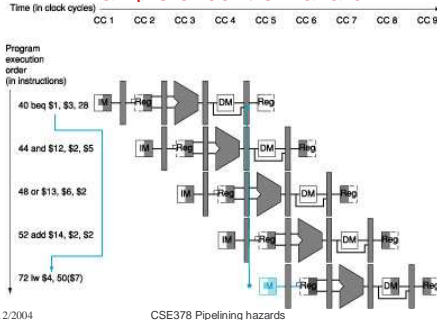 Time (in clock cycles)
CC 1 CC 2 CC 3 CC 4 CC 5 CC 6 CC 7 CC 8 CC 9
Program
execution
order
(in instructions)
40 beq $1, $3, 28
IM Reg DM Reg
44 and $12, $2, $5
IM Reg DM Reg
48 or $13, $6, $2
IM Reg DM Reg
52 add $14, $2, $2
IM Reg DM Reg
72 lw $4, 50($7)
IM Reg DM Reg
2/2004
CSE378 Pipelining hazards